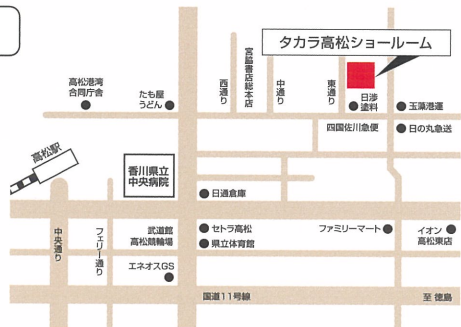 タカラ高松ショールーム
高松港湾
合同庁舎
たも屋
うどん
西通り
宮脇書店総本店
中通り
東通り
日渉
塗料
玉藻港運
四国佐川急便
日の丸急送
高松駅
香川県立
中央病院
日通倉庫
中央通り
フェリー通り
武道館
高松競輪場
セトラ高松
県立体育館
ファミリーマート
イオン
高松東店
エネオスGS
国道11号線
至 徳島